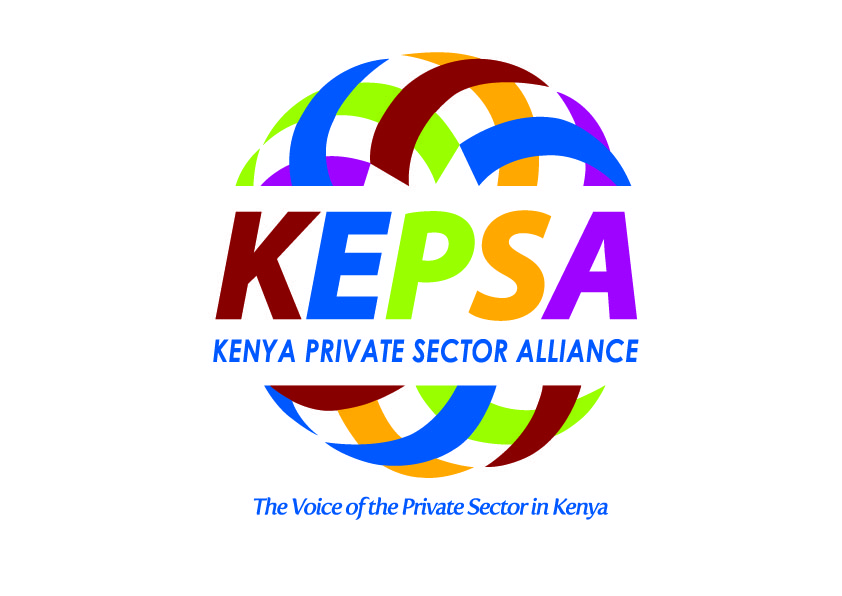 KEPSA
KENYA PRIVATE SECTOR ALLIANCE
The Voice of the Private Sector in Kenya